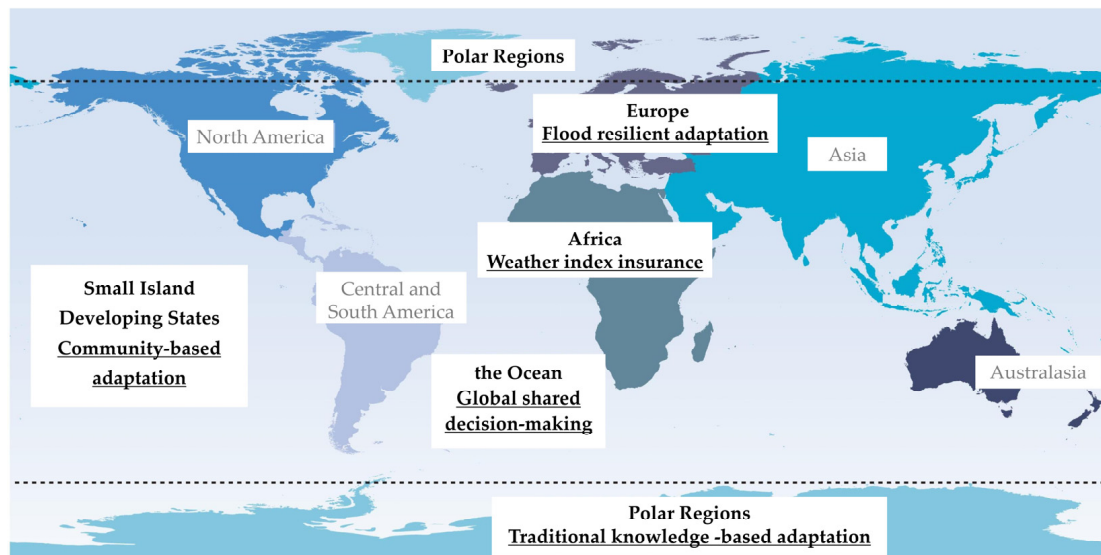 Polar Regions
North America
Europe
Flood resilient adaptation
Asia
Africa
Weather index insurance
Small Island
Developing States
Community-based
adaptation
Central and
South America
the Ocean
Global shared
decision-making
Australasia
Polar Regions
Traditional knowledge -based adaptation